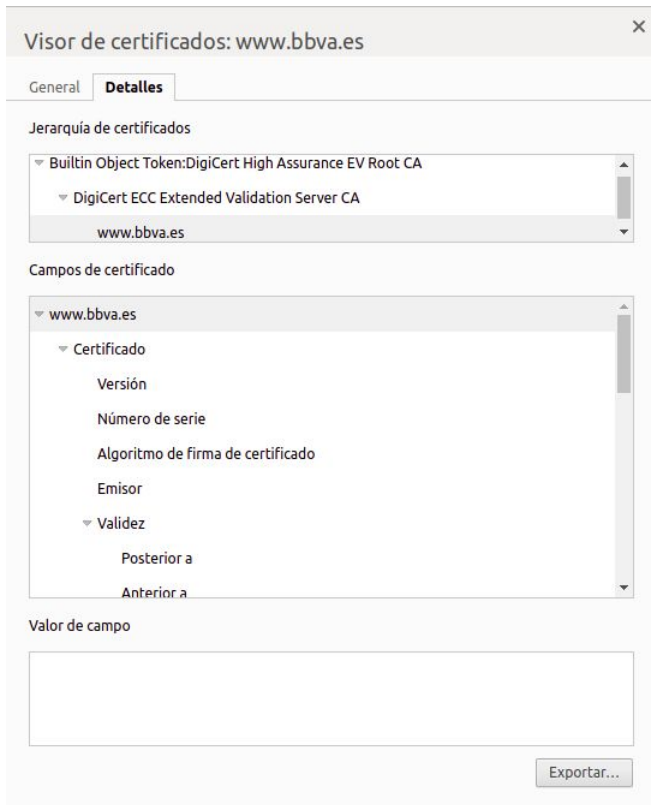 Visor de certificados: www.bbva.es
General Detalles
Jerarquía de certificados
Builtin Object Token:DigiCert High Assurance EV Root CA
DigiCert ECC Extended Validation Server CA
www.bbva.es
Campos de certificado
www.bbva.es
Certificado
Versión
Número de serie
Algoritmo de firma de certificado
Emisor
Validez
Posterior a
Anterior a
Valor de campo
Exportar...